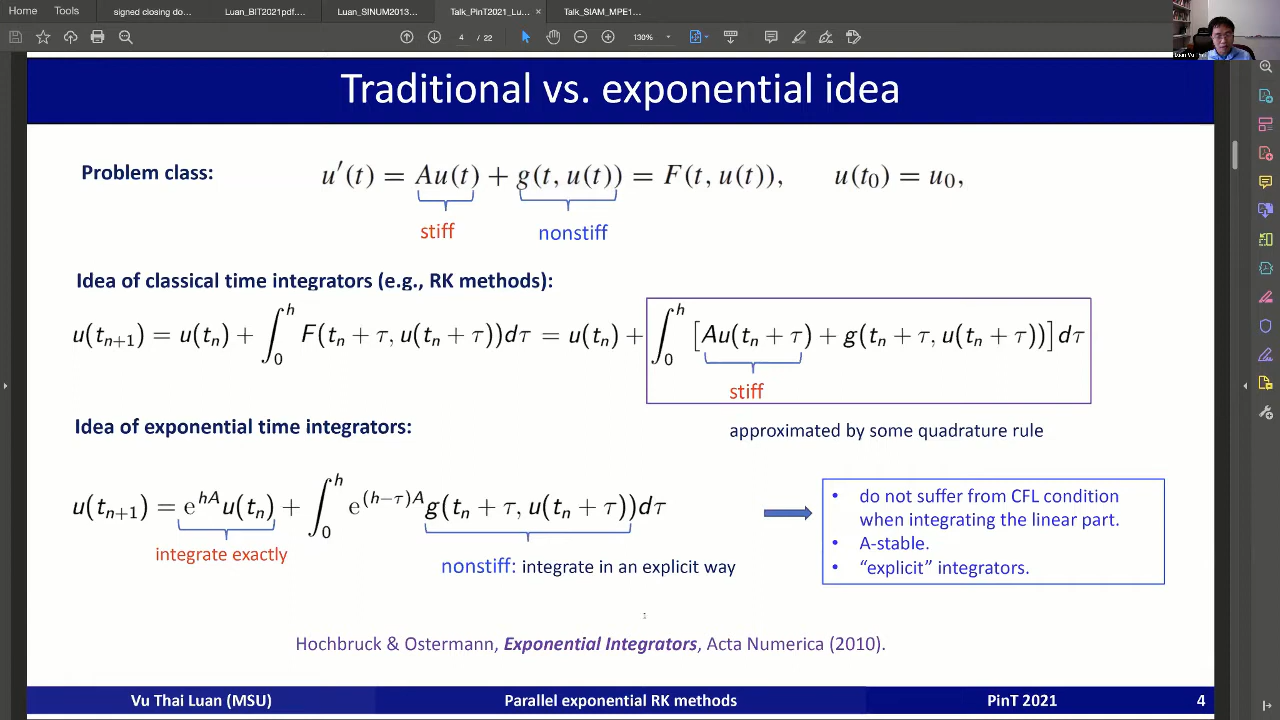 Home Tools signed closing do... Luan_BIT2021pdf.... Luan_SINUM2013... Talk_PinT2021_Lu... × Talk_SIAM_MPE1...
4 / 22 130%
Luan Vu Thai
Traditional vs. exponential idea
Problem class: u′(t) = Au(t) + g(t, u(t)) = F(t, u(t)), u(t₀) = u₀,
stiff nonstiff
Idea of classical time integrators (e.g., RK methods):
u(tₙ₊₁) = u(tₙ) + ∫₀ʰ F(tₙ + τ, u(tₙ + τ))dτ = u(tₙ) + ∫₀ʰ [Au(tₙ + τ) + g(tₙ + τ, u(tₙ + τ))]dτ
stiff
Idea of exponential time integrators:
approximated by some quadrature rule
u(tₙ₊₁) = e^{hA}u(tₙ) + ∫₀ʰ e^{(h−τ)A}g(tₙ + τ, u(tₙ + τ))dτ
integrate exactly
nonstiff: integrate in an explicit way
• do not suffer from CFL condition
when integrating the linear part.
• A-stable.
• “explicit” integrators.
Hochbruck & Ostermann, Exponential Integrators, Acta Numerica (2010).
Vu Thai Luan (MSU) Parallel exponential RK methods PinT 2021 4